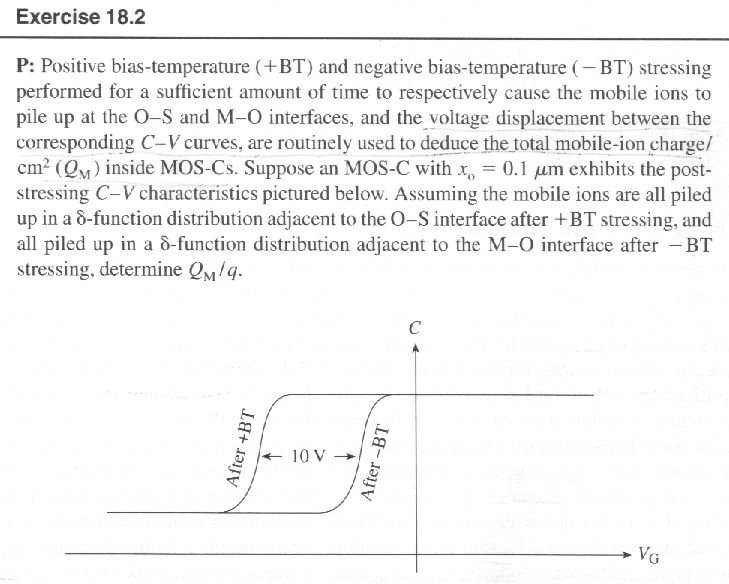 Exercise 18.2
P: Positive bias-temperature (+BT) and negative bias-temperature (−BT) stressing
performed for a sufficient amount of time to respectively cause the mobile ions to
pile up at the O–S and M–O interfaces, and the voltage displacement between the
corresponding C–V curves, are routinely used to deduce the total mobile-ion charge/
cm² (Q_M) inside MOS-Cs. Suppose an MOS-C with x_o = 0.1 μm exhibits the post-
stressing C–V characteristics pictured below. Assuming the mobile ions are all piled
up in a δ-function distribution adjacent to the O–S interface after +BT stressing, and
all piled up in a δ-function distribution adjacent to the M–O interface after −BT
stressing, determine Q_M/q.
C
After +BT
10 V
After −BT
V_G